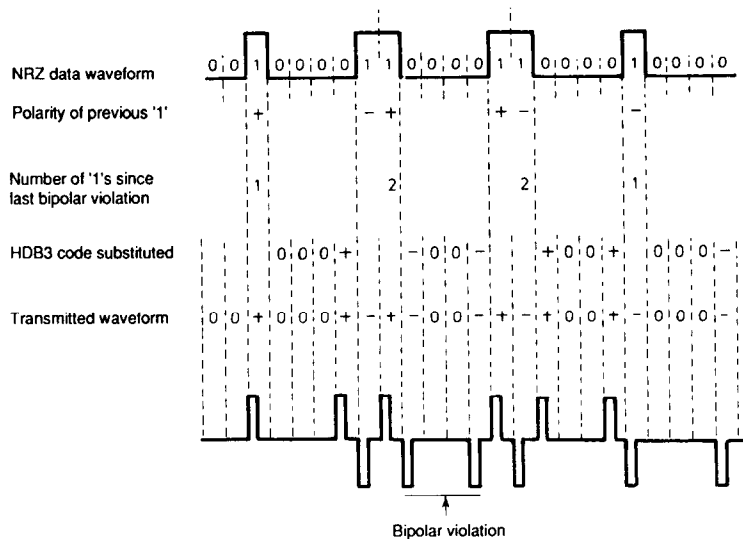 NRZ data waveform 0 0 1 0 0 0 0 1 1 0 0 0 0 1 1 0 0 0 0 1 0 0 0 0
Polarity of previous '1' + − + + − −
Number of '1's since
last bipolar violation 1 2 2 1
HDB3 code substituted 0 0 0 + − 0 0 − + 0 0 + 0 0 0 −
Transmitted waveform 0 0 + 0 0 0 + − + − 0 0 − + − + 0 0 + − 0 0 0 −
Bipolar violation